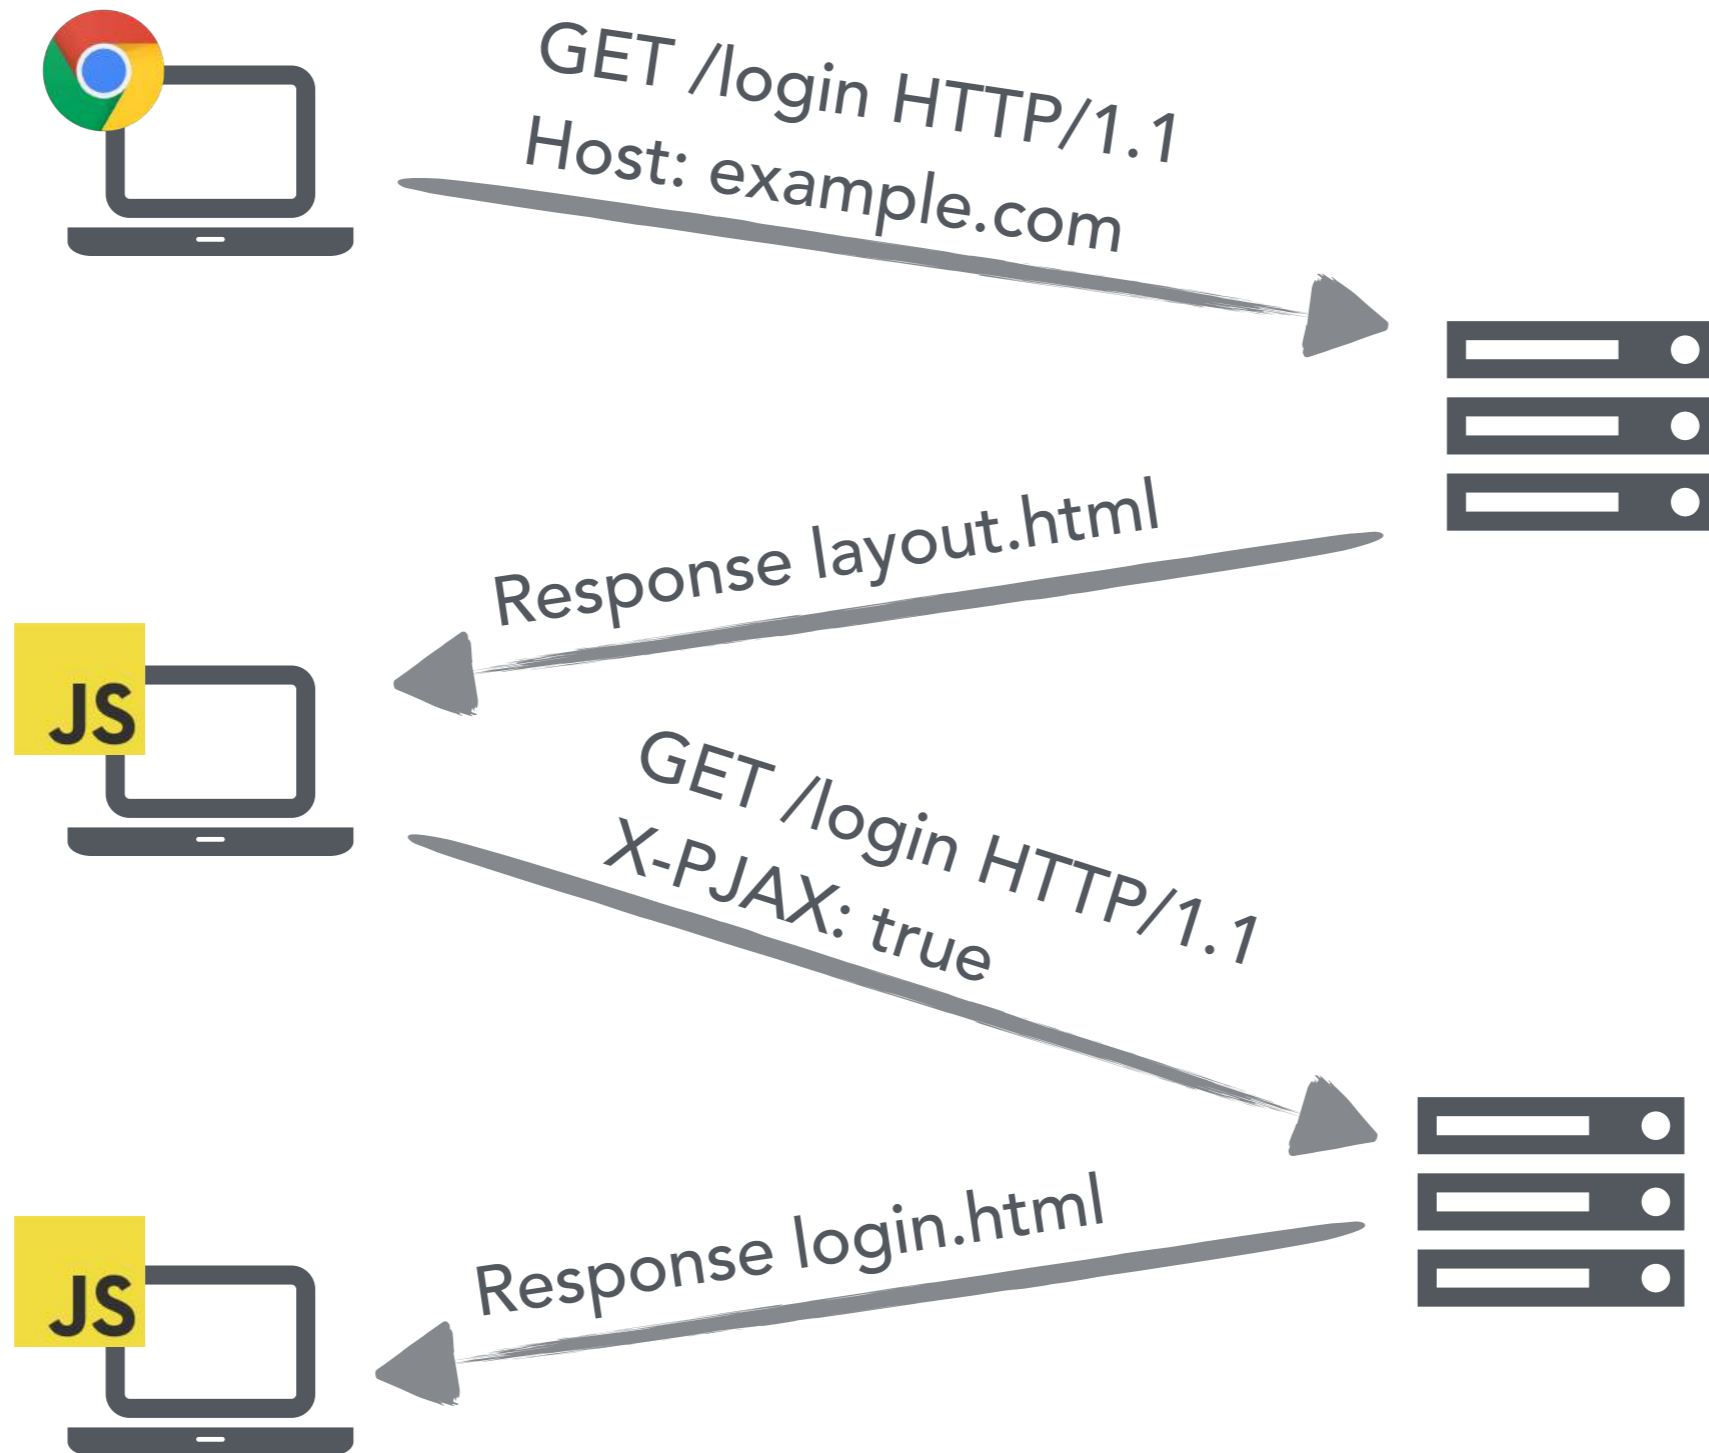 GET /login HTTP/1.1
Host: example.com
Response layout.html
JS
GET /login HTTP/1.1
X-PJAX: true
Response login.html
JS